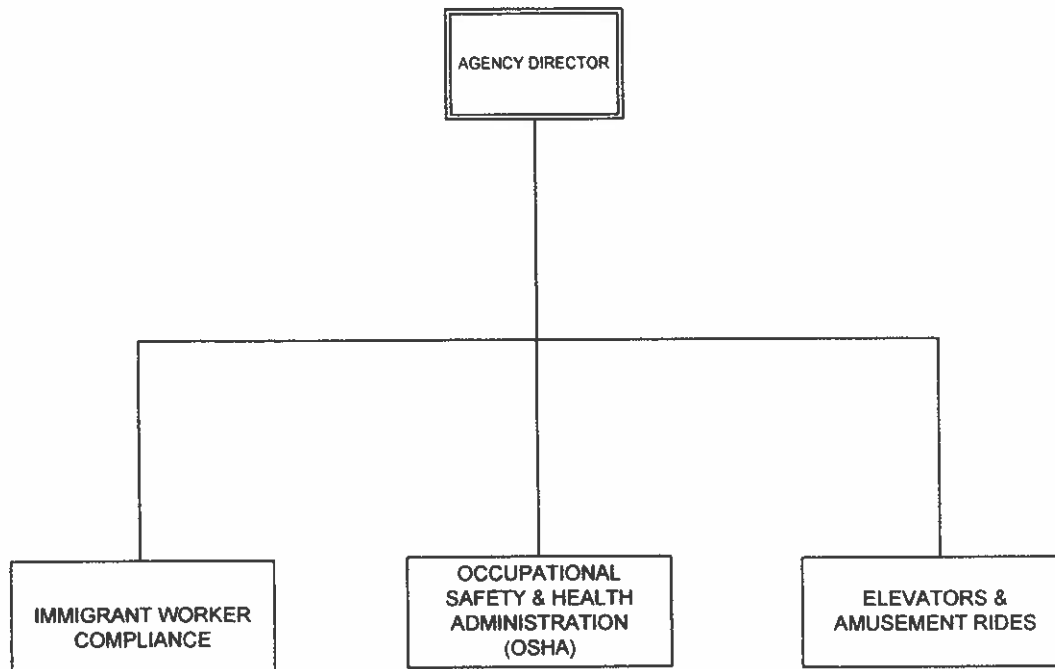 AGENCY DIRECTOR
IMMIGRANT WORKER
COMPLIANCE
OCCUPATIONAL
SAFETY & HEALTH
ADMINISTRATION
(OSHA)
ELEVATORS &
AMUSEMENT RIDES